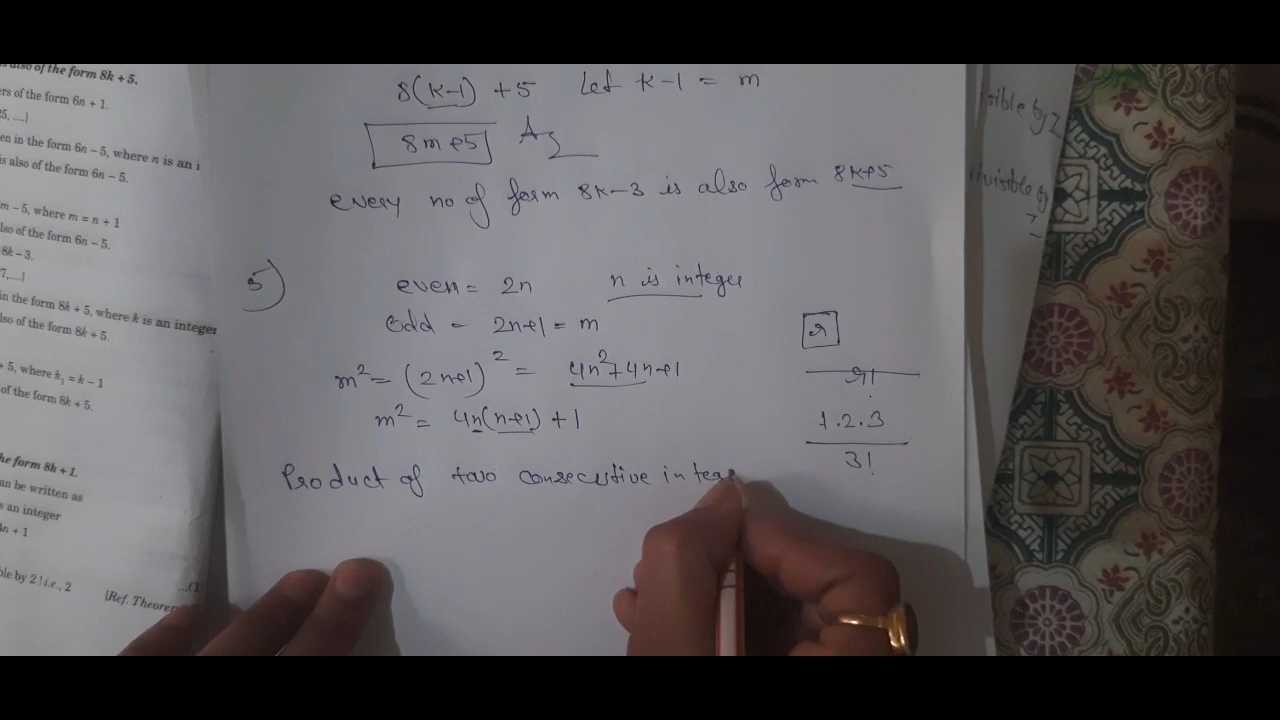 also of the form 8k + 5.
ers of the form 6n + 1.
25, ....]
en in the form 6n – 5, where n is an
is also of the form 6n – 5.
m – 5, where m = n + 1
lso of the form 6n – 5.
8k – 3.
7,....]
in the form 8k + 5, where k is an integer
lso of the form 8k + 5.
+ 5, where k₁ = k – 1
of the form 8k + 5.
he form 8k + 1.
an be written as
s an integer
4n + 1
ble by 2 ! i.e., 2
...(1
[Ref. Theorem
8(k-1) + 5 Let k-1 = m
8m+5
every no of form 8k-3 is also form 8k+5
5)
even = 2n n is integer
odd - 2n+1 = m
m² = (2n+1)² = 4n²+4n+1
m² = 4n(n+1) + 1
Product of two consecutive integ
r
r!
1.2.3
3!
isible by 2
ivisible by